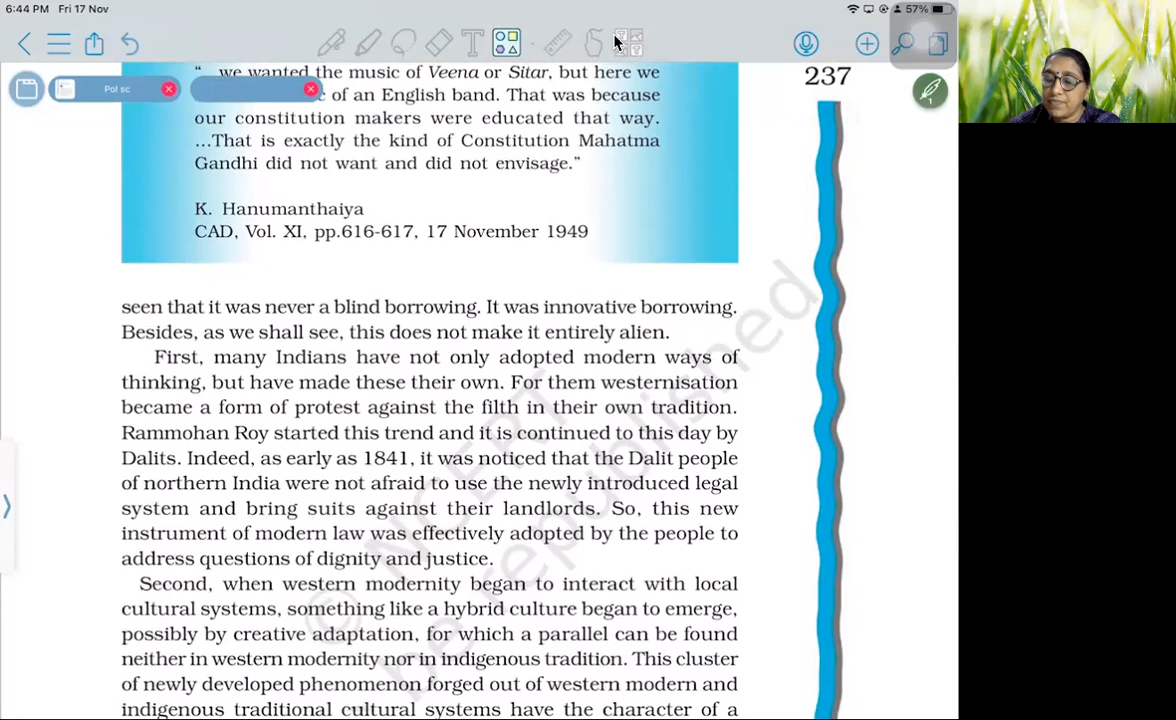 6:44 PM Fri 17 Nov
57%
Pol sc
“ we wanted the music of Veena or Sitar, but here we
of an English band. That was because
our constitution makers were educated that way.
…That is exactly the kind of Constitution Mahatma
Gandhi did not want and did not envisage.”
K. Hanumanthaiya
CAD, Vol. XI, pp.616-617, 17 November 1949
237
1
seen that it was never a blind borrowing. It was innovative borrowing.
Besides, as we shall see, this does not make it entirely alien.
First, many Indians have not only adopted modern ways of
thinking, but have made these their own. For them westernisation
became a form of protest against the filth in their own tradition.
Rammohan Roy started this trend and it is continued to this day by
Dalits. Indeed, as early as 1841, it was noticed that the Dalit people
of northern India were not afraid to use the newly introduced legal
system and bring suits against their landlords. So, this new
instrument of modern law was effectively adopted by the people to
address questions of dignity and justice.
Second, when western modernity began to interact with local
cultural systems, something like a hybrid culture began to emerge,
possibly by creative adaptation, for which a parallel can be found
neither in western modernity nor in indigenous tradition. This cluster
of newly developed phenomenon forged out of western modern and
indigenous traditional cultural systems have the character of a
© NCERT
be republished